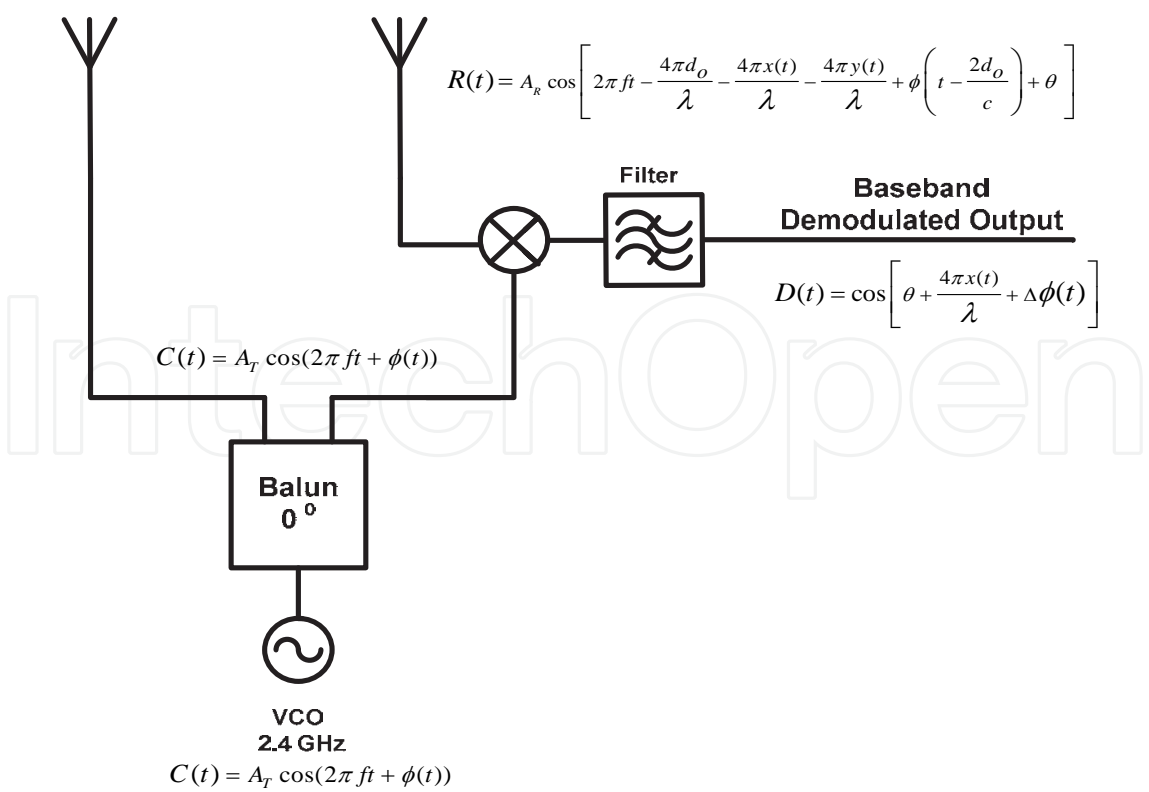 R(t) = A_R cos[2πft − 4πd_o/λ − 4πx(t)/λ − 4πy(t)/λ + ϕ(t − 2d_o/c) + θ]
Filter
Baseband
Demodulated Output
D(t) = cos[θ + 4πx(t)/λ + Δϕ(t)]
C(t) = A_T cos(2πft + ϕ(t))
IntechOpen
Balun
0 º
VCO
2.4 GHz
C(t) = A_T cos(2πft + ϕ(t))